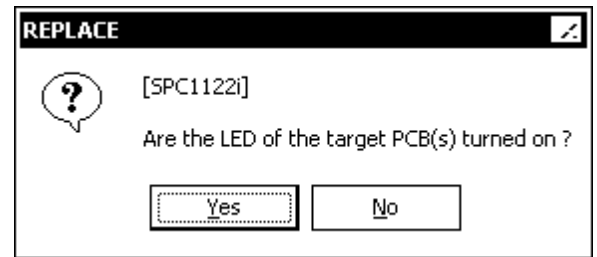 REPLACE
[SPC1122i]
Are the LED of the target PCB(s) turned on ?
Yes No